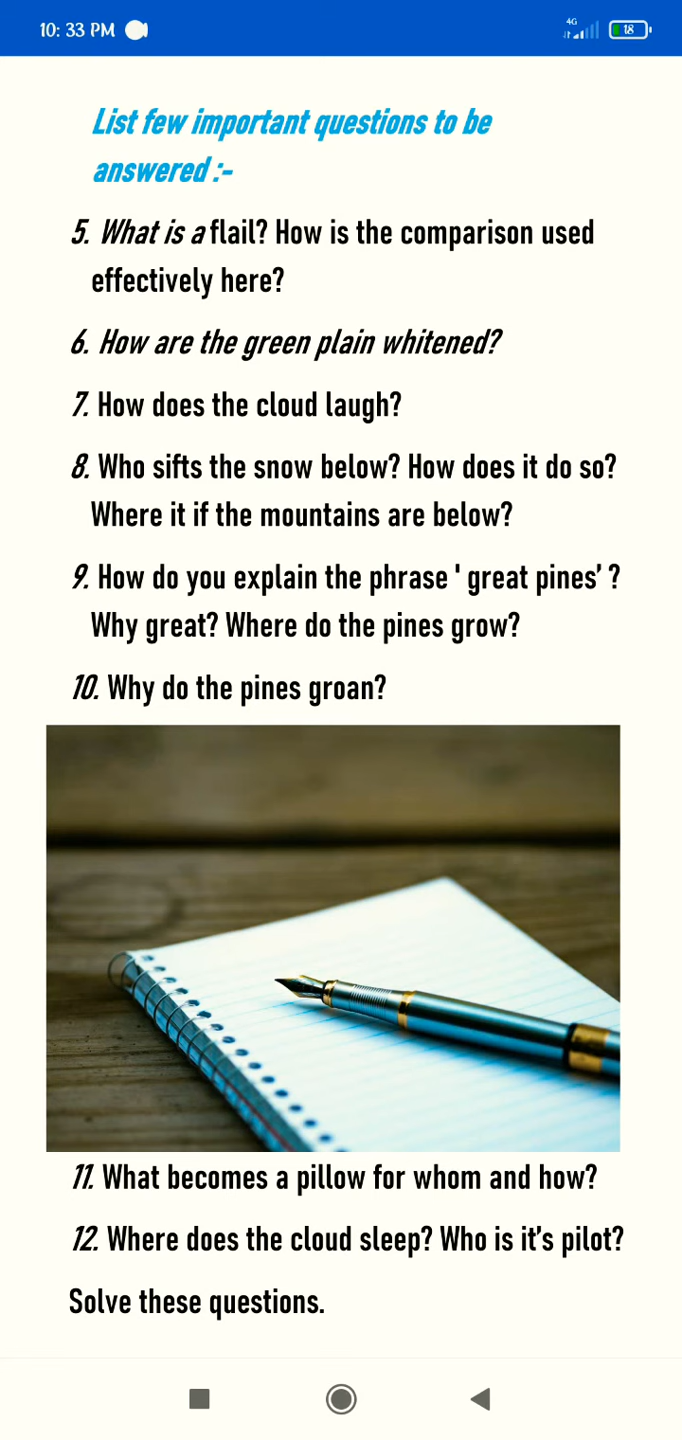 10: 33 PM
4G
18
List few important questions to be
answered :-
5. What is a flail? How is the comparison used
effectively here?
6. How are the green plain whitened?
7. How does the cloud laugh?
8. Who sifts the snow below? How does it do so?
Where it if the mountains are below?
9. How do you explain the phrase ' great pines' ?
Why great? Where do the pines grow?
10. Why do the pines groan?
11. What becomes a pillow for whom and how?
12. Where does the cloud sleep? Who is it's pilot?
Solve these questions.